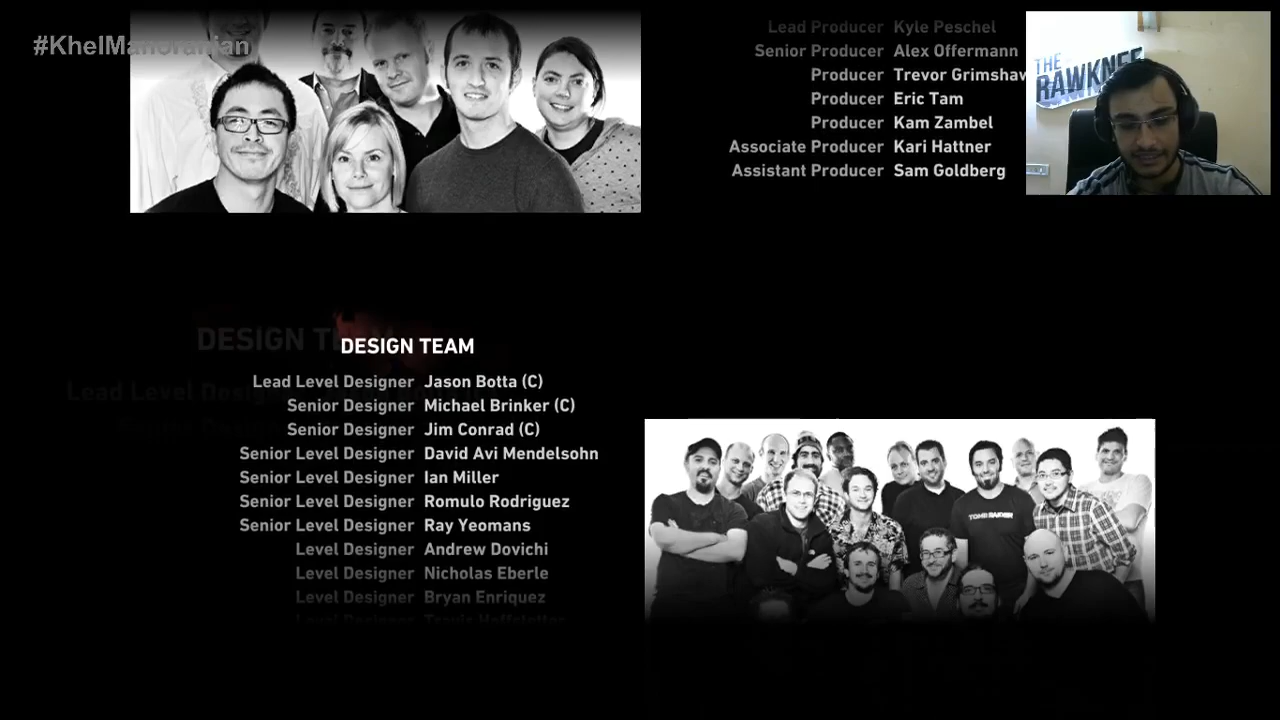 #KhelManoranjan
Lead Producer Kyle Peschel
Senior Producer Alex Offermann
Producer Trevor Grimshaw
Producer Eric Tam
Producer Kam Zambel
Associate Producer Kari Hattner
Assistant Producer Sam Goldberg
THE
RAWKNEE
DESIGN TEAM
Lead Level Designer Jason Botta (C)
Senior Designer Michael Brinker (C)
Senior Designer Jim Conrad (C)
Senior Level Designer David Avi Mendelsohn
Senior Level Designer Ian Miller
Senior Level Designer Romulo Rodriguez
Senior Level Designer Ray Yeomans
Level Designer Andrew Dovichi
Level Designer Nicholas Eberle
Level Designer Bryan Enriquez
Level Designer Travis
TOMB RAIDER